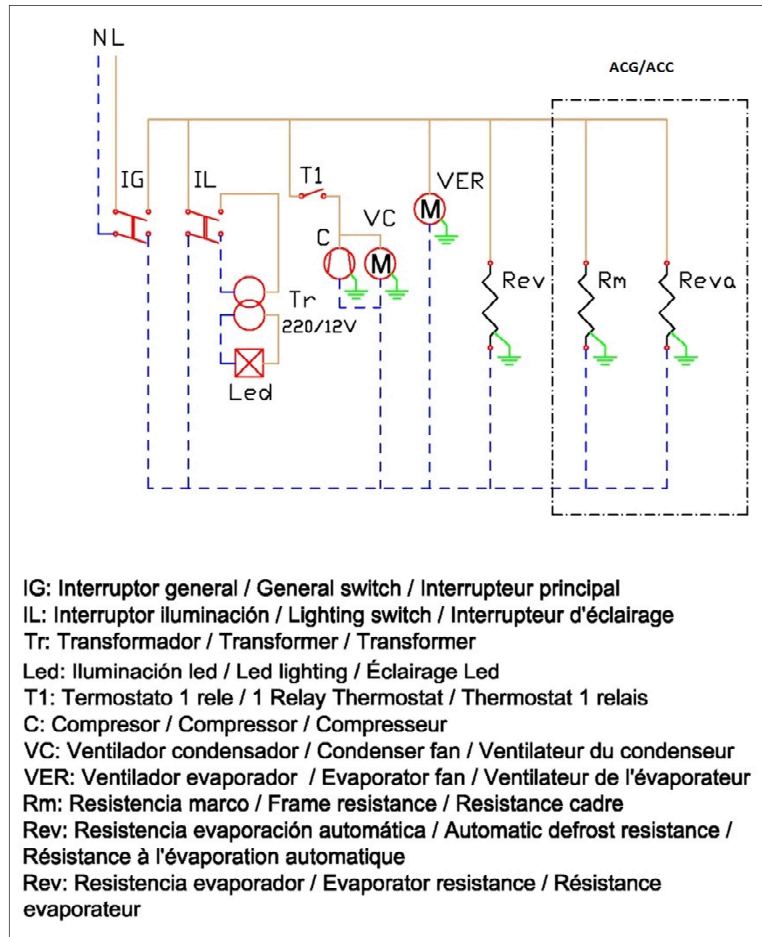 NL
ACG/ACC
IG
IL
T1
VER
VC
C
M
M
Tr
220/12V
Led
Rev
Rm
Reva
IG: Interruptor general / General switch / Interrupteur principal
IL: Interruptor iluminación / Lighting switch / Interrupteur d'éclairage
Tr: Transformador / Transformer / Transformer
Led: Iluminación led / Led lighting / Éclairage Led
T1: Termostato 1 rele / 1 Relay Thermostat / Thermostat 1 relais
C: Compresor / Compressor / Compresseur
VC: Ventilador condensador / Condenser fan / Ventilateur du condenseur
VER: Ventilador evaporador / Evaporator fan / Ventilateur de l'évaporateur
Rm: Resistencia marco / Frame resistance / Resistance cadre
Rev: Resistencia evaporación automática / Automatic defrost resistance /
Résistance à l'évaporation automatique
Rev: Resistencia evaporador / Evaporator resistance / Résistance
evaporateur